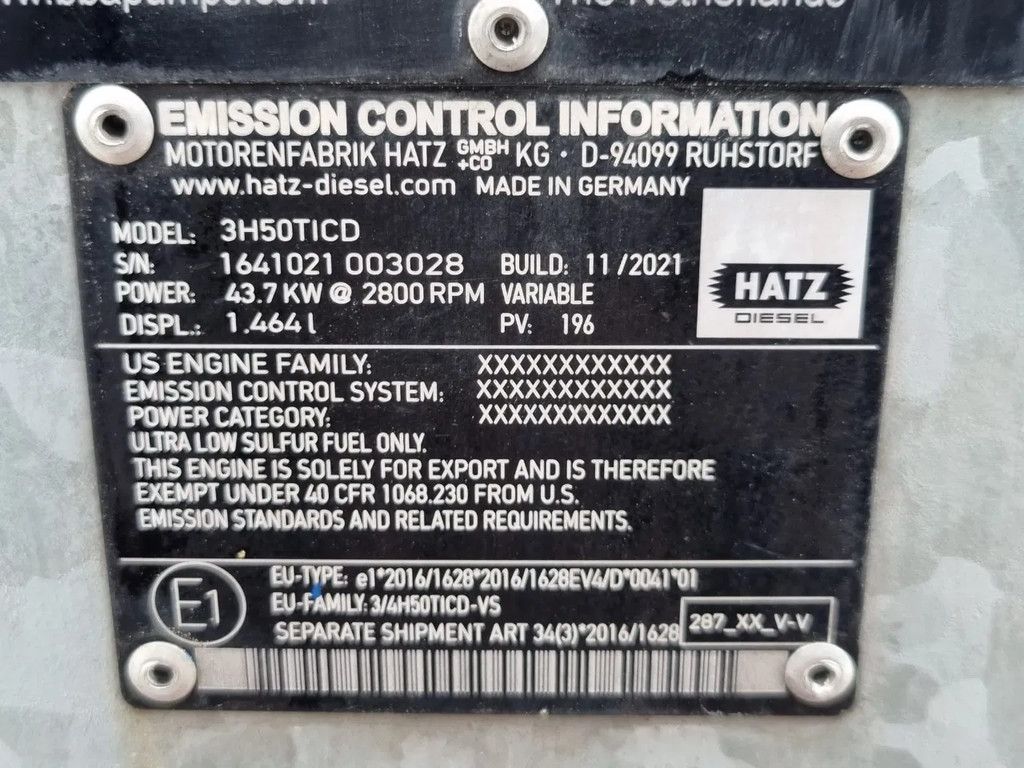 The Netherlands
EMISSION CONTROL INFORMATION
MOTORENFABRIK HATZ GMBH +CO KG · D-94099 RUHSTORF
www.hatz-diesel.com MADE IN GERMANY
MODEL: 3H50TICD
S/N: 1641021 003028 BUILD: 11/2021
POWER: 43.7 KW @ 2800 RPM VARIABLE
DISPL.: 1.464 l PV: 196
HATZ
DIESEL
US ENGINE FAMILY: XXXXXXXXXXXX
EMISSION CONTROL SYSTEM: XXXXXXXXXXXX
POWER CATEGORY: XXXXXXXXXXXXX
ULTRA LOW SULFUR FUEL ONLY.
THIS ENGINE IS SOLELY FOR EXPORT AND IS THEREFORE
EXEMPT UNDER 40 CFR 1068.230 FROM U.S.
EMISSION STANDARDS AND RELATED REQUIREMENTS.
E1
EU-TYPE: e1*2016/1628*2016/1628EV4/D*0041*01
EU-FAMILY: 3/4H50TICD-VS
SEPARATE SHIPMENT ART 34(3)*2016/1628
287_XX_V-V